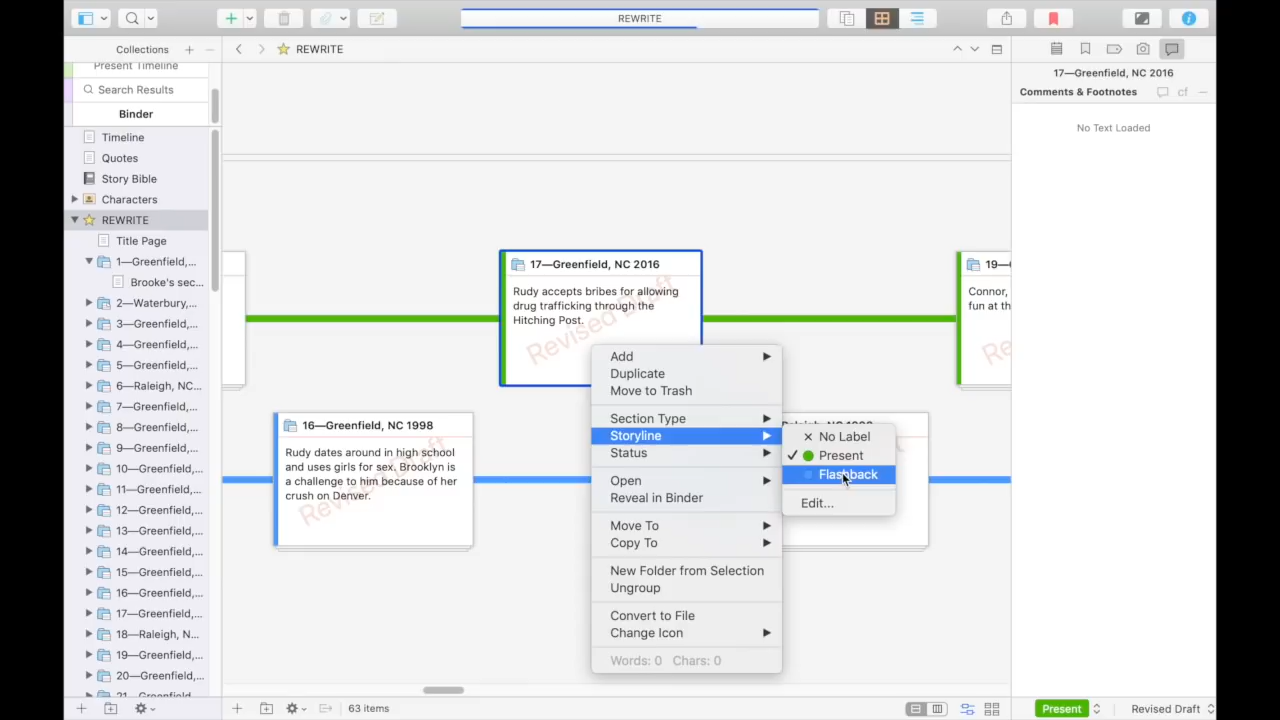 REWRITE
Collections
REWRITE
Present Timeline
Search Results
Binder
Timeline
Quotes
Story Bible
Characters
REWRITE
Title Page
1—Greenfield,...
Brooke's sec...
2—Waterbury,...
3—Greenfield,...
4—Greenfield,...
5—Greenfield,...
6—Raleigh, NC...
7—Greenfield,...
8—Greenfield,...
9—Greenfield,...
10—Greenfield,...
11—Greenfield,...
12—Greenfield,...
13—Greenfield,...
14—Greenfield,...
15—Greenfield,...
16—Greenfield,...
17—Greenfield,...
18—Raleigh, N...
19—Greenfield,...
20—Greenfield,...
21—Greenfield
17—Greenfield, NC 2016
Rudy accepts bribes for allowing
drug trafficking through the
Hitching Post.
Revised Draft
19—
Connor,
fun at th
Re
16—Greenfield, NC 1998
Rudy dates around in high school
and uses girls for sex. Brooklyn is
a challenge to him because of her
crush on Denver.
Revised Draft
Add
Duplicate
Move to Trash
Section Type
Storyline
Status
Open
Reveal in Binder
Move To
Copy To
New Folder from Selection
Ungroup
Convert to File
Change Icon
Words: 0 Chars: 0
No Label
Present
Flashback
Edit...
17—Greenfield, NC 2016
Comments & Footnotes
cf
No Text Loaded
63 items
Present
Revised Draft